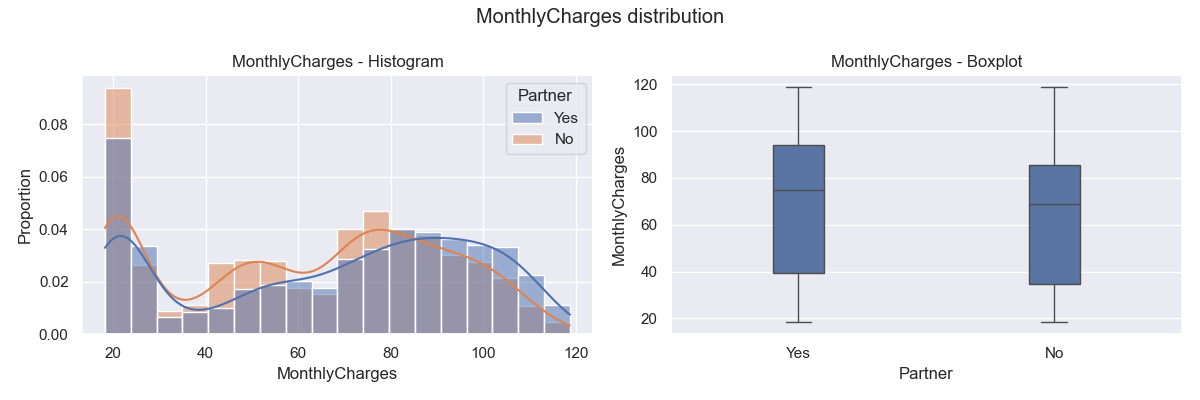 MonthlyCharges distribution
MonthlyCharges - Histogram
Proportion
0.08
0.06
0.04
0.02
0.00
20 40 60 80 100 120
MonthlyCharges
Partner
Yes
No
MonthlyCharges - Boxplot
MonthlyCharges
120
100
80
60
40
20
Yes No
Partner